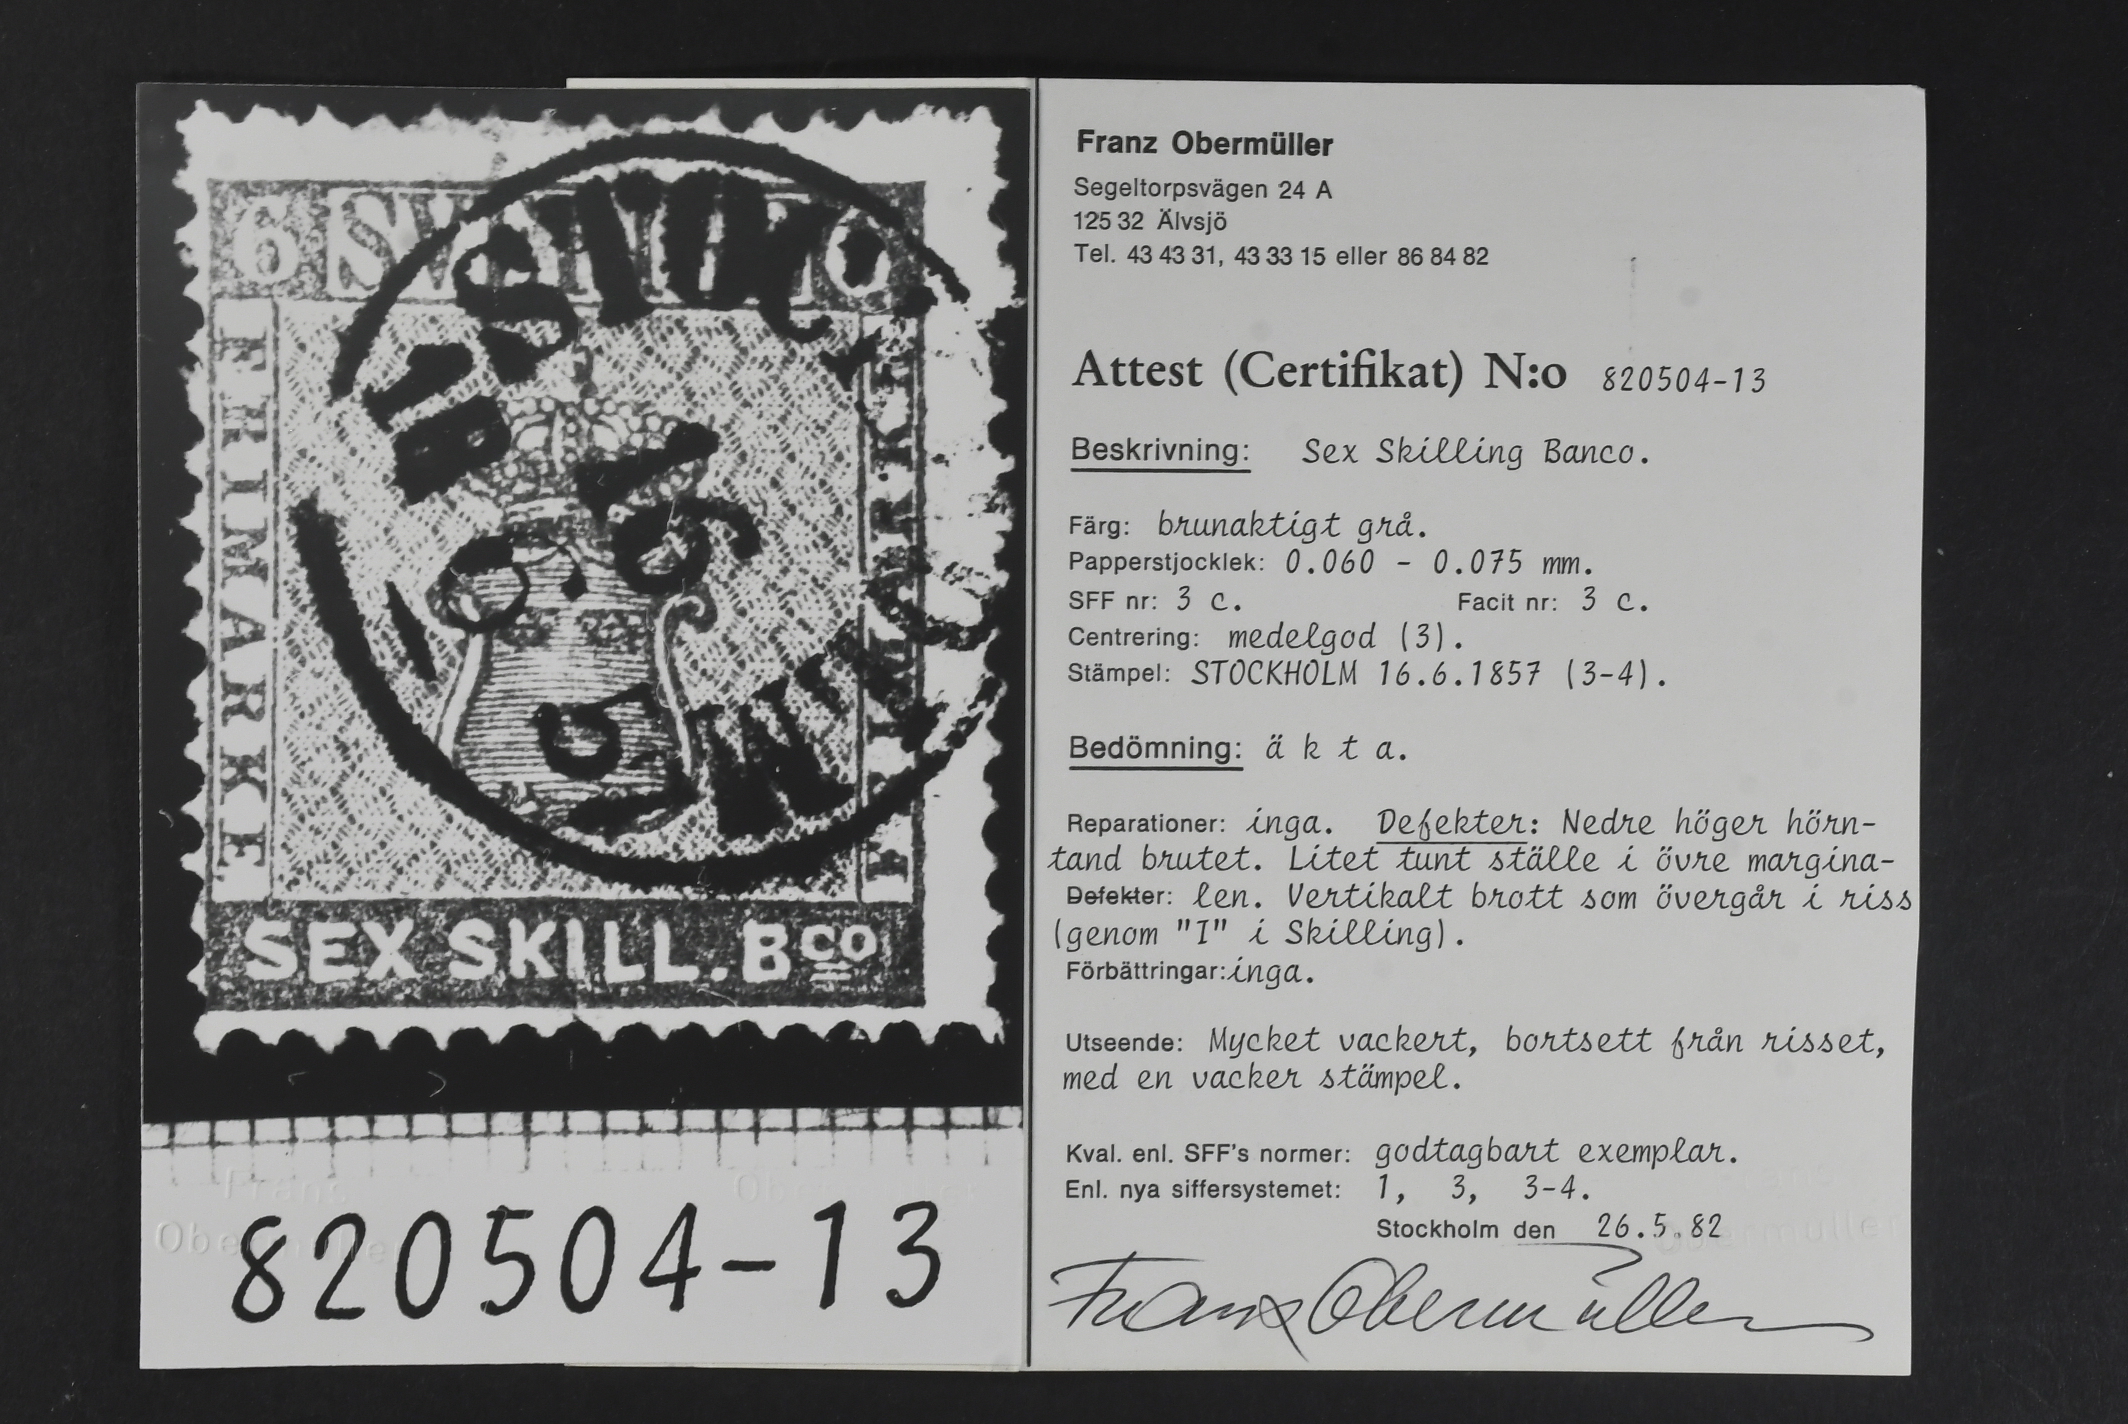 FRIMARKE
SEX SKILL. Bco
Frans
Obermüller
820504-13
Franz Obermüller
Segeltorpsvägen 24 A
125 32 Älvsjö
Tel. 43 43 31, 43 33 15 eller 86 84 82
Attest (Certifikat) N:o 820504-13
Beskrivning: Sex Skilling Banco.
Färg: brunaktigt grå.
Papperstjocklek: 0.060 - 0.075 mm.
SFF nr: 3 c. Facit nr: 3 c.
Centrering: medelgod (3).
Stämpel: STOCKHOLM 16.6.1857 (3-4).
Bedömning: ä k t a.
Reparationer: inga. Defekter: Nedre höger hörn-
tand brutet. Litet tunt ställe i övre margina-
Defekter: len. Vertikalt brott som övergår i riss
(genom "I" i Skilling).
Förbättringar: inga.
Utseende: Mycket vackert, bortsett från risset,
med en vacker stämpel.
Kval. enl. SFF's normer: godtagbart exemplar.
Enl. nya siffersystemet: 1, 3, 3-4.
Stockholm den 26.5.82
Franz Obermüller